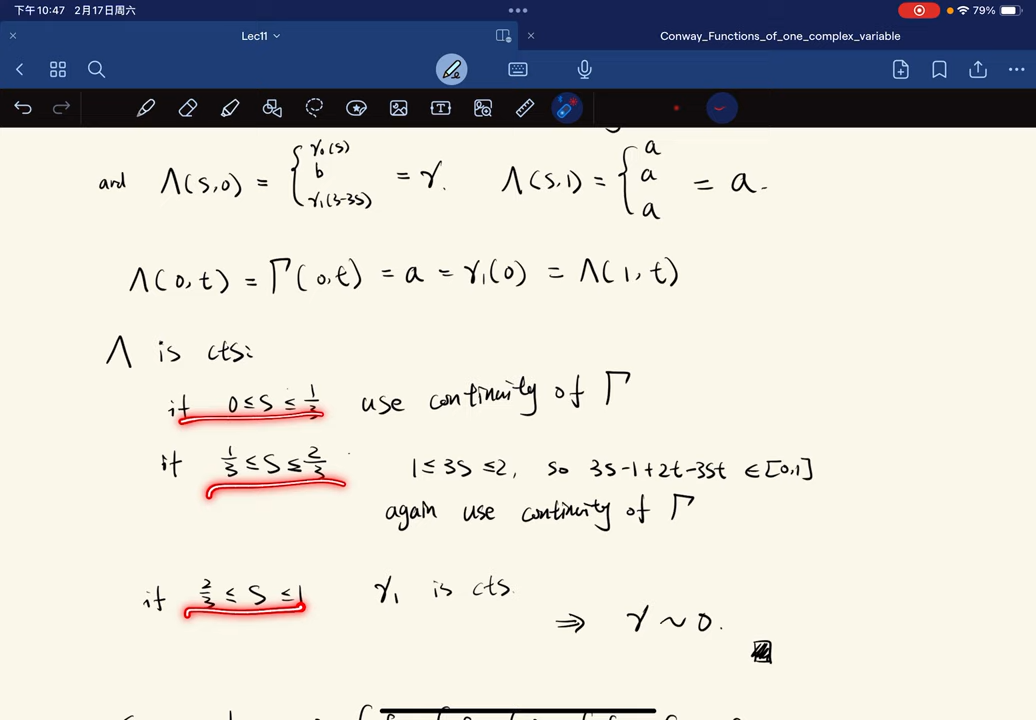 下午10:47 2月17日周六
79%
Lec11
Conway_Functions_of_one_complex_variable
and Λ(s,0) = { γ₀(s) b γ₁(3-3s) = γ. Λ(s,1) = { a a a = a.
Λ(0,t) = Γ(0,t) = a = γ₁(0) = Λ(1,t)
Λ is cts:
if 0 ≤ s ≤ 1/3 use continuity of Γ
if 1/3 ≤ s ≤ 2/3 1 ≤ 3s ≤ 2, so 3s-1+2t-3st ∈ [0,1]
again use continuity of Γ
if 2/3 ≤ s ≤ 1 γ₁ is cts.
⇒ γ ~ 0.